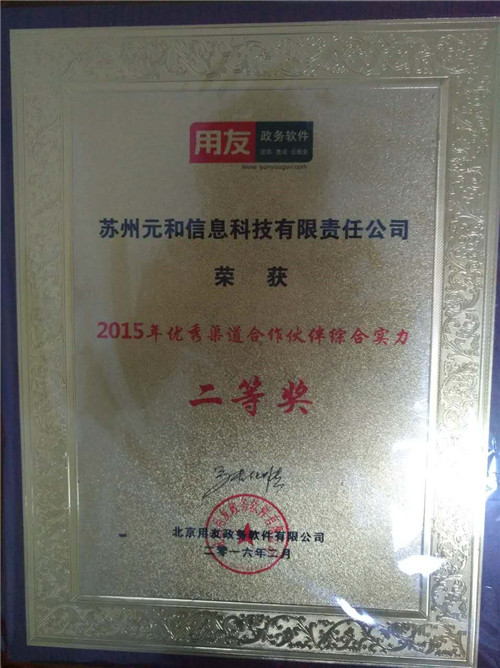 用友 政务软件
www.yonyougov.com
苏州元和信息科技有限责任公司
荣 获
2015年优秀渠道合作伙伴综合实力
二等奖
北京用友政务软件有限公司
二零一六年二月